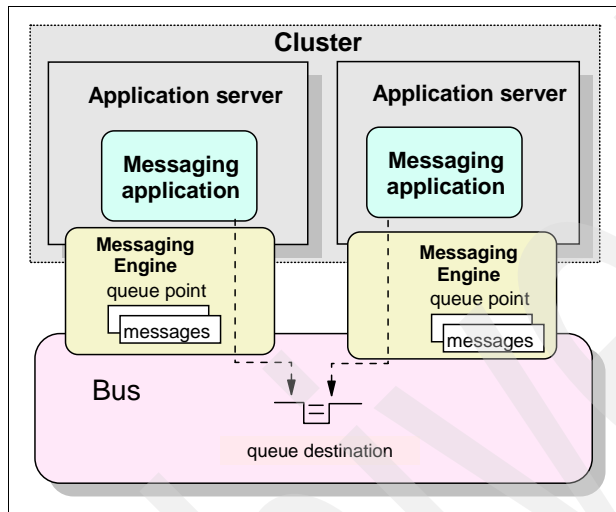 Cluster
Application server
Application server
Messaging
application
Messaging
application
Messaging
Engine
queue point
messages
Messaging
Engine
queue point
messages
Bus
queue destination